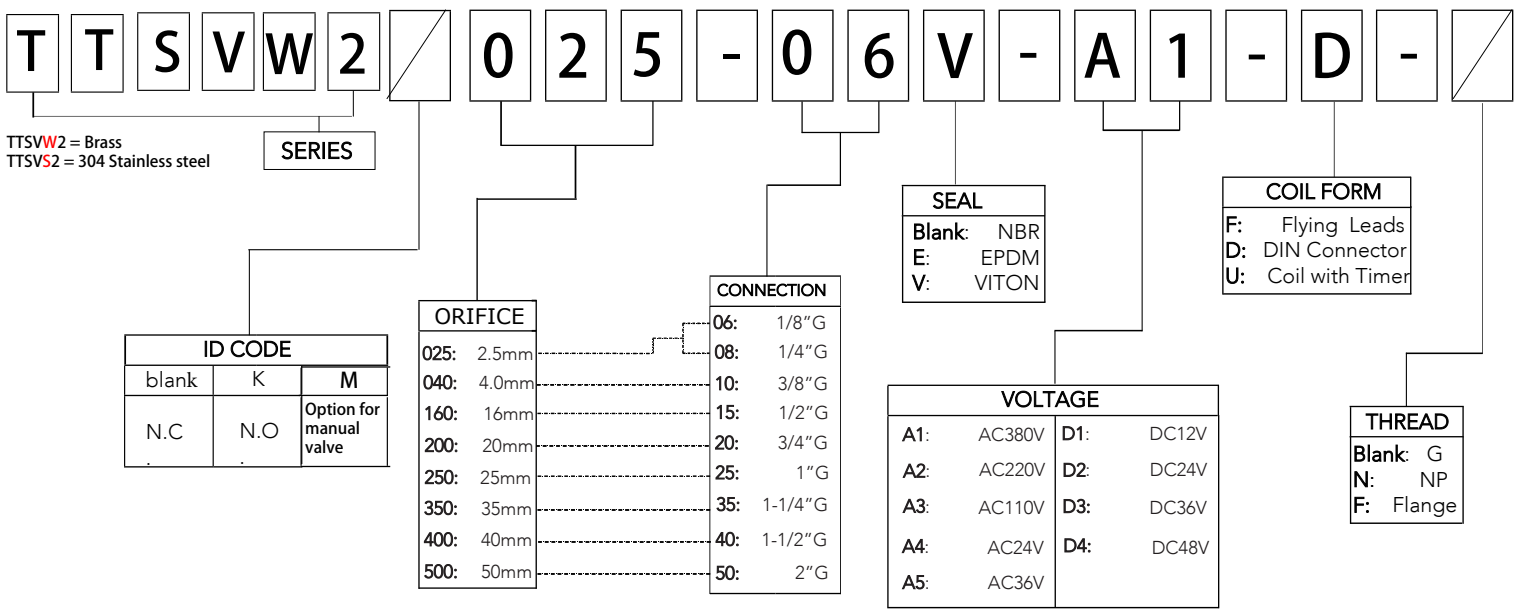 T T S V W 2 / 0 2 5 - 0 6 V - A 1 - D - /
TTSVW2 = Brass
TTSVS2 = 304 Stainless steel
SERIES
ID CODE
blank K M
N.C N.O Option for
manual
valve
. .
ORIFICE
025: 2.5mm
040: 4.0mm
160: 16mm
200: 20mm
250: 25mm
350: 35mm
400: 40mm
500: 50mm
CONNECTION
06: 1/8"G
08: 1/4"G
10: 3/8"G
15: 1/2"G
20: 3/4"G
25: 1"G
35: 1-1/4"G
40: 1-1/2"G
50: 2"G
SEAL
Blank: NBR
E: EPDM
V: VITON
VOLTAGE
A1: AC380V D1: DC12V
A2: AC220V D2: DC24V
A3: AC110V D3: DC36V
A4: AC24V D4: DC48V
A5: AC36V
COIL FORM
F: Flying Leads
D: DIN Connector
U: Coil with Timer
THREAD
Blank: G
N: NP
F: Flange